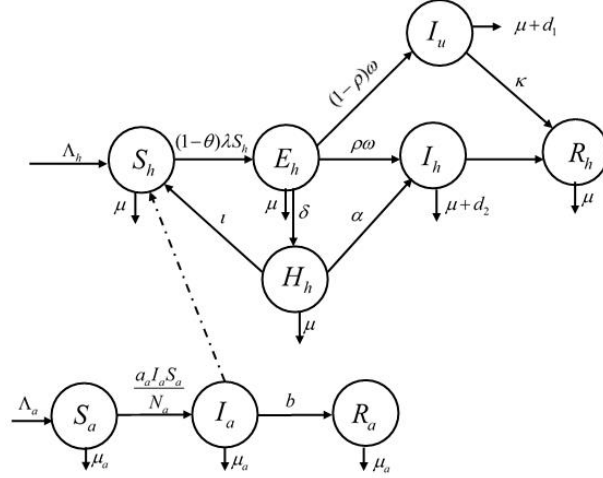 I_u
μ+d_1
(1-ρ)ω
κ
Λ_h
S_h
(1-θ)λS_h
E_h
ρω
I_h
R_h
μ
μ
δ
ι
α
μ+d_2
μ
H_h
μ
Λ_a
S_a
a_a I_a S_a
N_a
I_a
b
R_a
μ_a
μ_a
μ_a